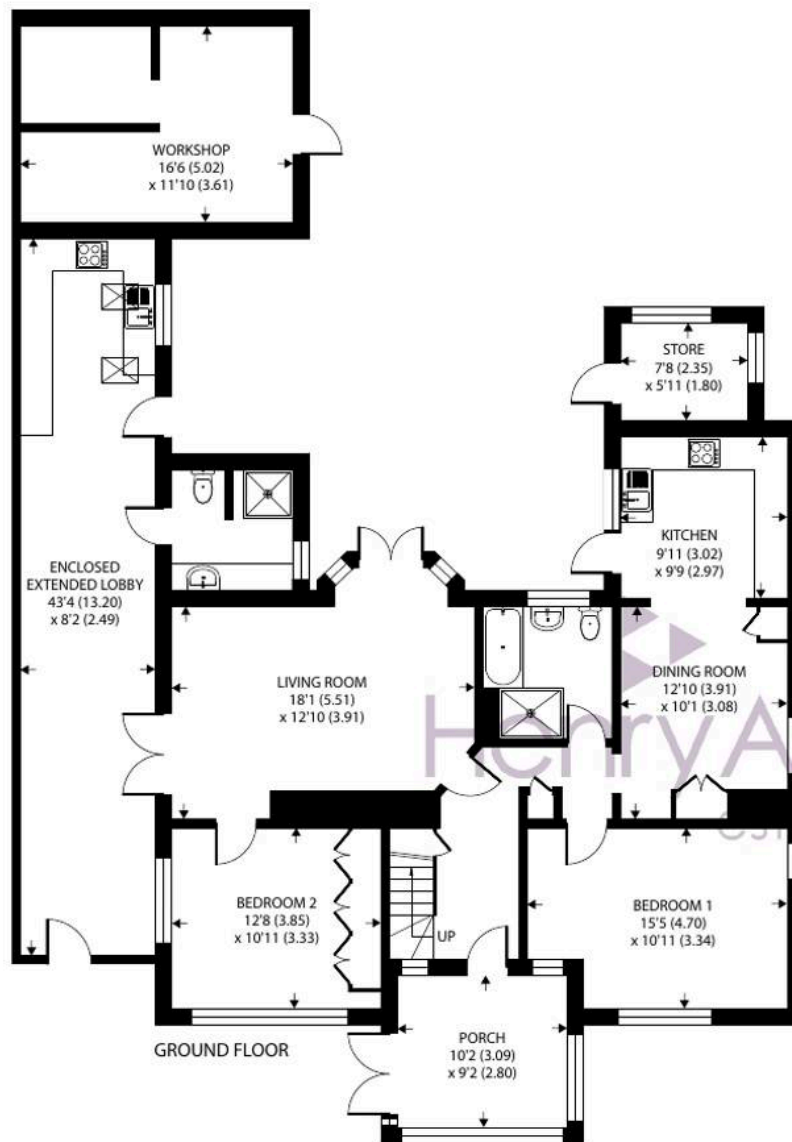 WORKSHOP
16'6 (5.02)
x 11'10 (3.61)
STORE
7'8 (2.35)
x 5'11 (1.80)
KITCHEN
9'11 (3.02)
x 9'9 (2.97)
ENCLOSED
EXTENDED LOBBY
43'4 (13.20)
x 8'2 (2.49)
LIVING ROOM
18'1 (5.51)
x 12'10 (3.91)
DINING ROOM
12'10 (3.91)
x 10'1 (3.08)
Henry A
BEDROOM 2
12'8 (3.85)
x 10'11 (3.33)
UP
BEDROOM 1
15'5 (4.70)
x 10'11 (3.34)
PORCH
10'2 (3.09)
x 9'2 (2.80)
GROUND FLOOR